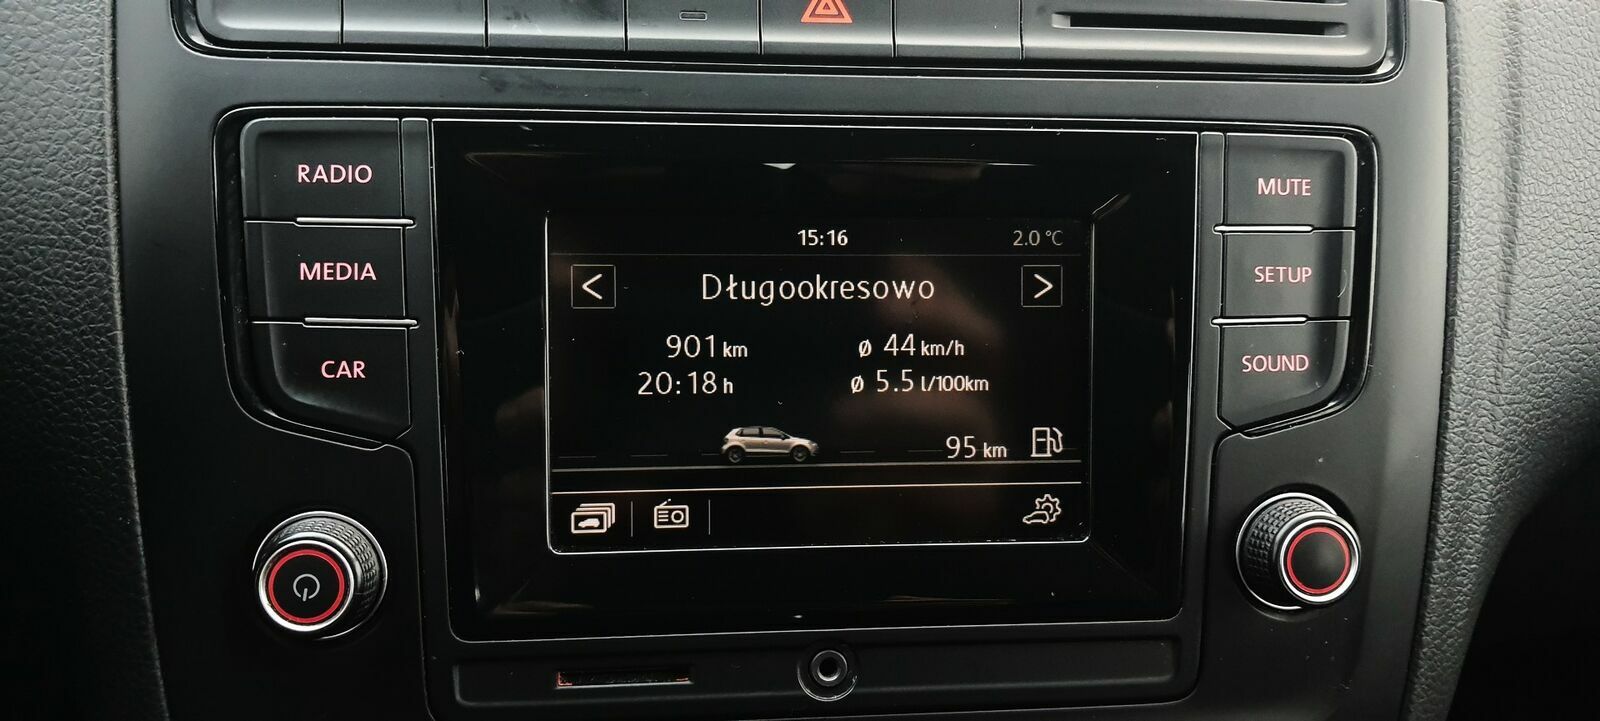 RADIO
MEDIA
CAR
15:16 2.0 °C
< Długookresowo >
901 km ø 44 km/h
20:18 h ø 5.5 l/100km
95 km
MUTE
SETUP
SOUND